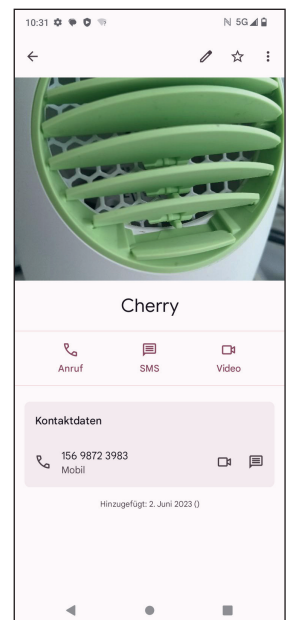 10:31 5G
Cherry
Anruf SMS Video
Kontaktdaten
156 9872 3983
Mobil
Hinzugefügt: 2. Juni 2023 ()